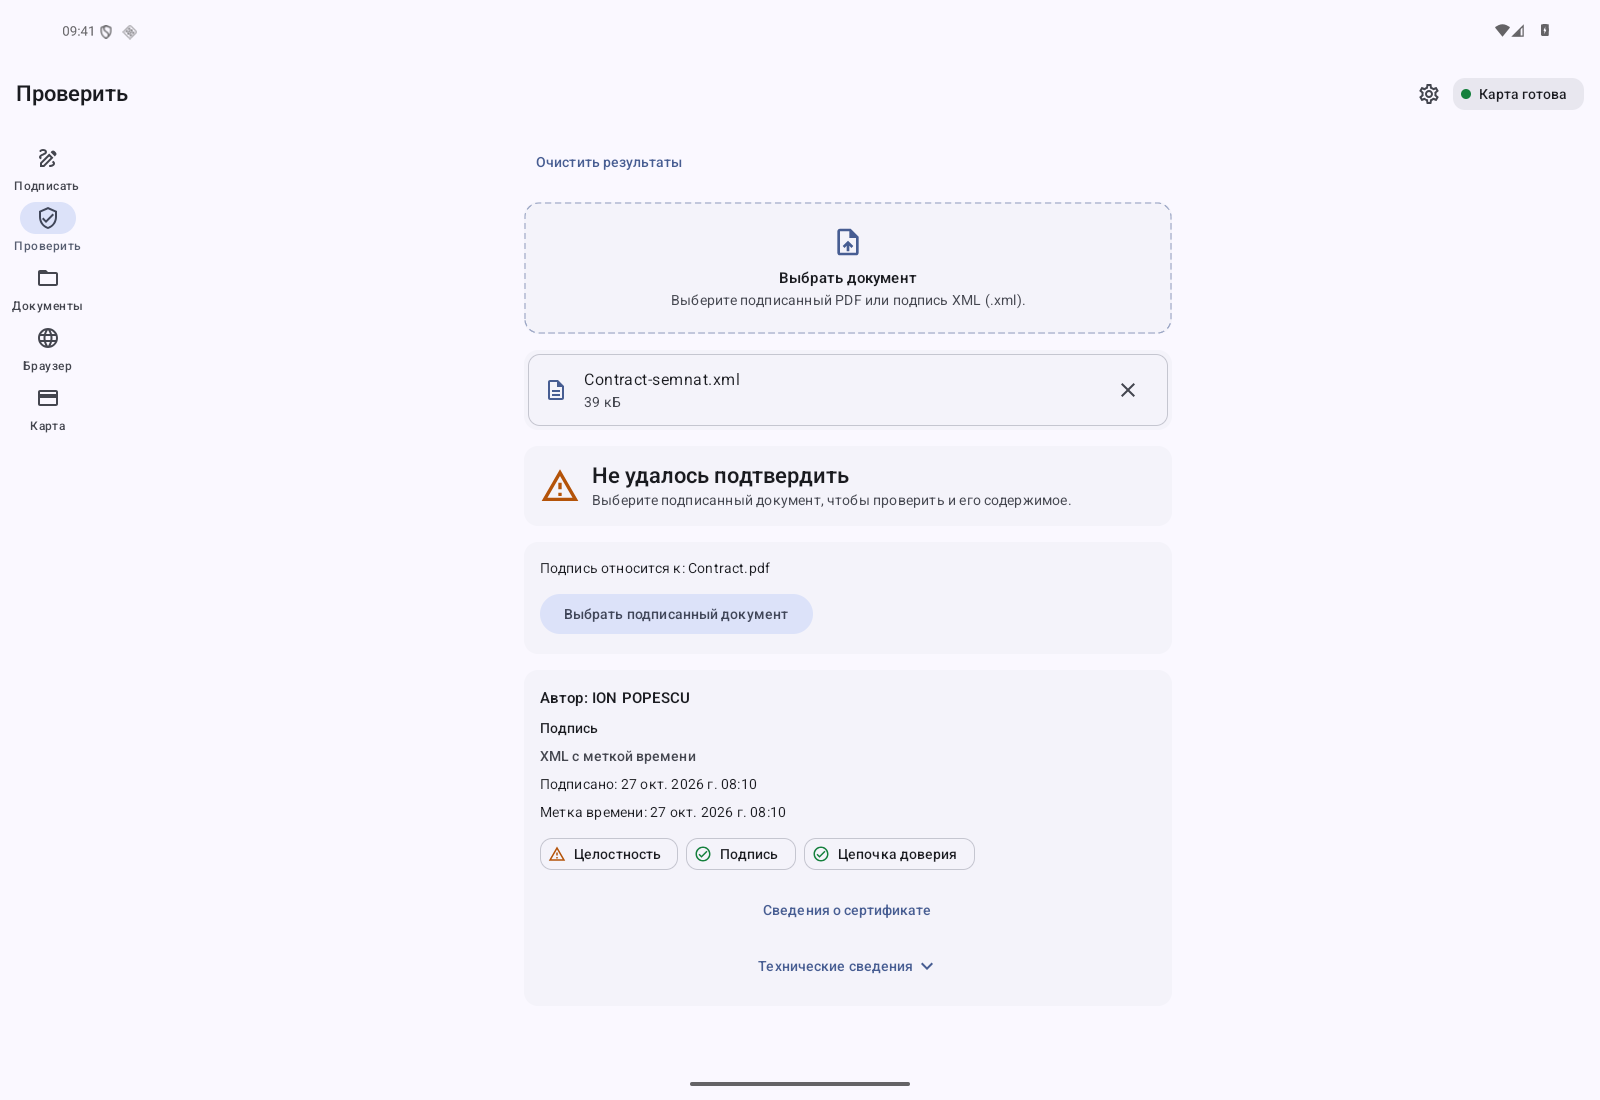 09:41
Проверить
Карта готова
Подписать
Проверить
Документы
Браузер
Карта
Очистить результаты
Выбрать документ
Выберите подписанный PDF или подпись XML (.xml).
Contract-semnat.xml
39 кБ
Не удалось подтвердить
Выберите подписанный документ, чтобы проверить и его содержимое.
Подпись относится к: Contract.pdf
Выбрать подписанный документ
Автор: ION POPESCU
Подпись
XML с меткой времени
Подписано: 27 окт. 2026 г. 08:10
Метка времени: 27 окт. 2026 г. 08:10
Целостность
Подпись
Цепочка доверия
Сведения о сертификате
Технические сведения